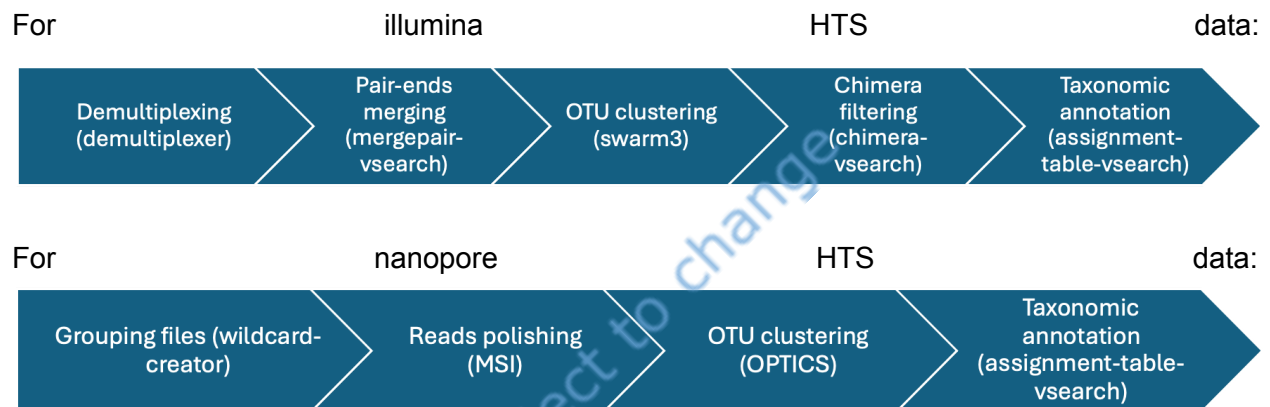 For illumina HTS data:
Demultiplexing
(demultiplexer)
Pair-ends
merging
(mergepair-
vsearch)
OTU clustering
(swarm3)
Chimera
filtering
(chimera-
vsearch)
Taxonomic
annotation
(assignment-
table-vsearch)
For nanopore HTS data:
Grouping files (wildcard-
creator)
Reads polishing
(MSI)
OTU clustering
(OPTICS)
Taxonomic
annotation
(assignment-table-
vsearch)
to change